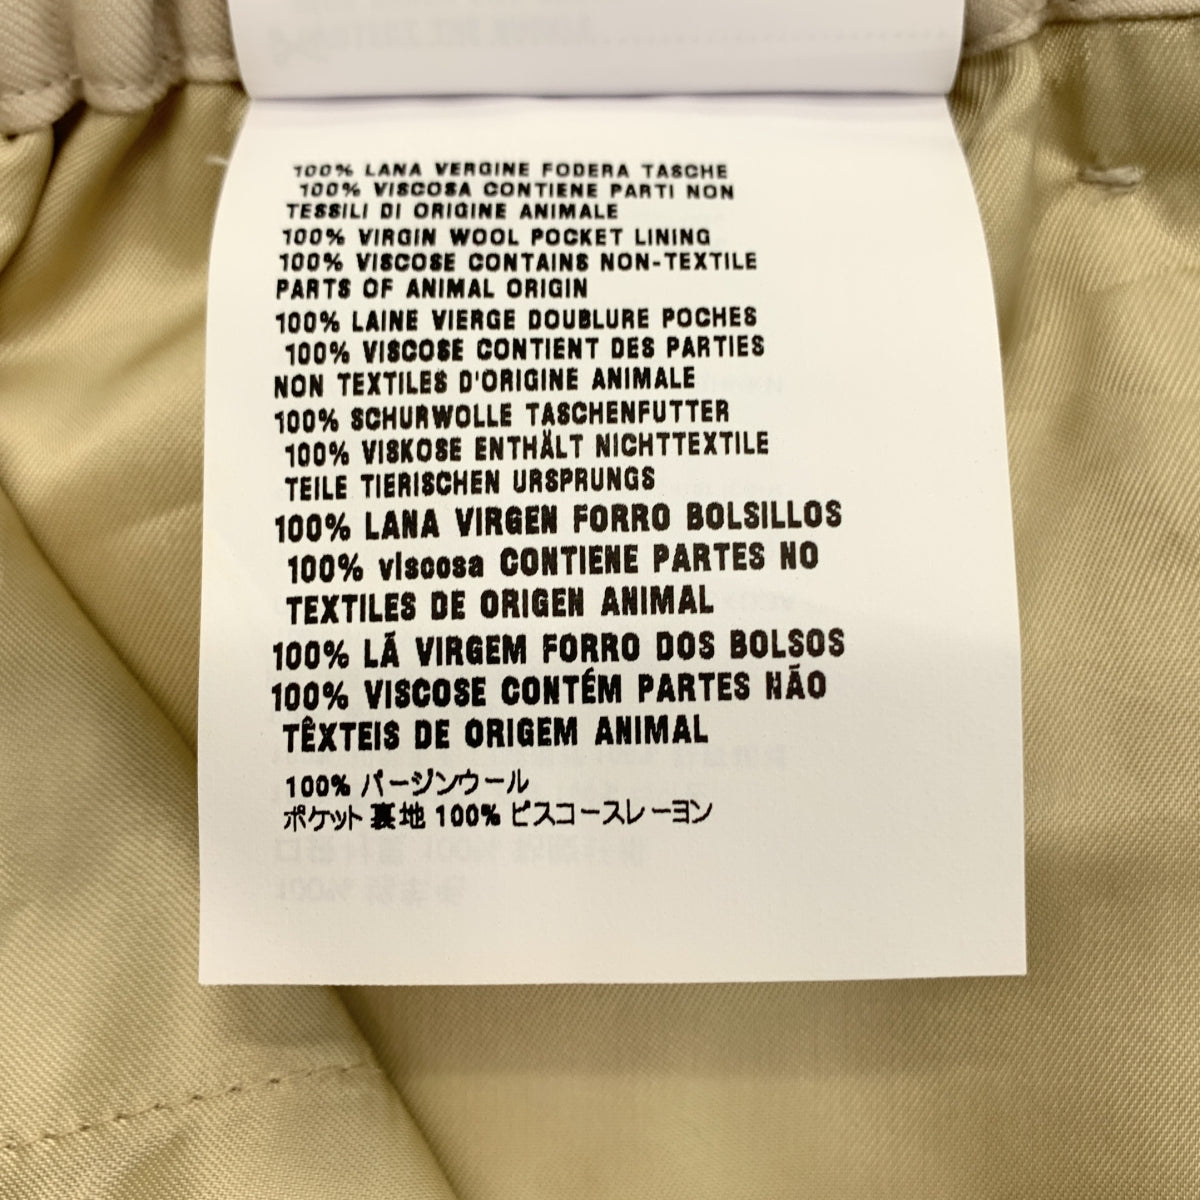 100% LANA VERGINE FODERA TASCHE
100% VISCOSA CONTIENE PARTI NON
TESSILI DI ORIGINE ANIMALE
100% VIRGIN WOOL POCKET LINING
100% VISCOSE CONTAINS NON-TEXTILE
PARTS OF ANIMAL ORIGIN
100% LAINE VIERGE DOUBLURE POCHES
100% VISCOSE CONTIENT DES PARTIES
NON TEXTILES D'ORIGINE ANIMALE
100% SCHURWOLLE TASCHENFUTTER
100% VISKOSE ENTHÄLT NICHTTEXTILE
TEILE TIERISCHEN URSPRUNGS
100% LANA VIRGEN FORRO BOLSILLOS
100% viscosa CONTIENE PARTES NO
TEXTILES DE ORIGEN ANIMAL
100% LÃ VIRGEM FORRO DOS BOLSOS
100% VISCOSE CONTÉM PARTES NÃO
TÊXTEIS DE ORIGEM ANIMAL
100% バージンウール
ポケット裏地 100% ビスコースレーヨン